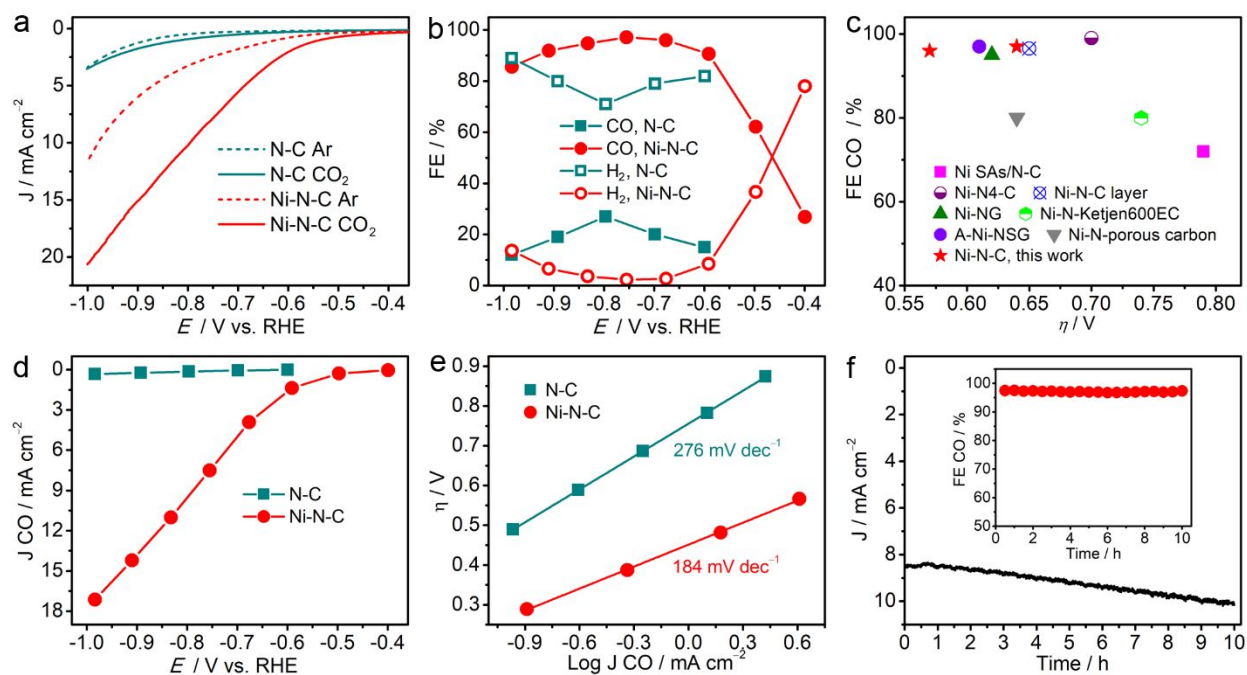 a
0
5
10
15
20
J / mA cm⁻²
N-C Ar
N-C CO₂
Ni-N-C Ar
Ni-N-C CO₂
-1.0 -0.9 -0.8 -0.7 -0.6 -0.5 -0.4
E / V vs. RHE
b
100
80
60
40
20
0
FE / %
CO, N-C
CO, Ni-N-C
H₂, N-C
H₂, Ni-N-C
-1.0 -0.9 -0.8 -0.7 -0.6 -0.5 -0.4
E / V vs. RHE
c
100
80
60
40
FE CO / %
Ni SAs/N-C
Ni-N4-C Ni-N-C layer
Ni-NG Ni-N-Ketjen600EC
A-Ni-NSG Ni-N-porous carbon
Ni-N-C, this work
0.55 0.60 0.65 0.70 0.75 0.80
η / V
d
0
3
6
9
12
15
18
J CO / mA cm⁻²
N-C
Ni-N-C
-1.0 -0.9 -0.8 -0.7 -0.6 -0.5 -0.4
E / V vs. RHE
e
0.9
0.8
0.7
0.6
0.5
0.4
0.3
η / V
N-C
Ni-N-C
276 mV dec⁻¹
184 mV dec⁻¹
-0.9 -0.6 -0.3 0.0 0.3 0.6
Log J CO / mA cm⁻²
f
0
2
4
6
8
10
J / mA cm⁻²
100
90
80
70
60
50
FE CO / %
0 2 4 6 8 10
Time / h
0 1 2 3 4 5 6 7 8 9 10
Time / h